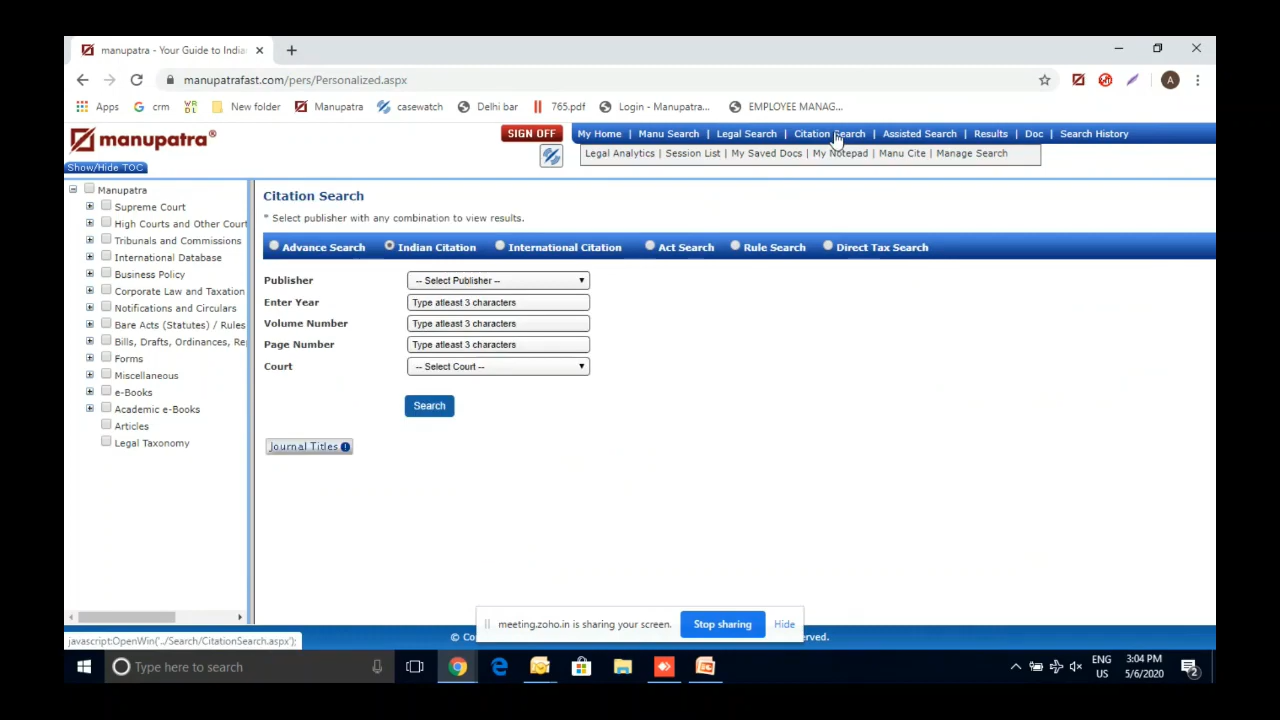 manupatra - Your Guide to India
manupatrafast.com/pers/Personalized.aspx
A
Apps
crm
New folder
Manupatra
casewatch
Delhi bar
765.pdf
Login - Manupatra...
EMPLOYEE MANAG...
manupatra®
SIGN OFF
My Home | Manu Search | Legal Search | Citation Search | Assisted Search | Results | Doc | Search History
Legal Analytics | Session List | My Saved Docs | My Notepad | Manu Cite | Manage Search
Show/Hide TOC
Manupatra
Supreme Court
High Courts and Other Court
Tribunals and Commissions
International Database
Business Policy
Corporate Law and Taxation
Notifications and Circulars
Bare Acts (Statutes) / Rules
Bills, Drafts, Ordinances, Re
Forms
Miscellaneous
e-Books
Academic e-Books
Articles
Legal Taxonomy
Citation Search
* Select publisher with any combination to view results.
Advance Search
Indian Citation
International Citation
Act Search
Rule Search
Direct Tax Search
Publisher
-- Select Publisher --
Enter Year
Type atleast 3 characters
Volume Number
Type atleast 3 characters
Page Number
Type atleast 3 characters
Court
-- Select Court --
Search
Journal Titles
meeting.zoho.in is sharing your screen.
Stop sharing
Hide
javascript:OpenWin('../Search/CitationSearch.aspx');
© Co
rved.
Type here to search
ENG
US
3:04 PM
5/6/2020
2